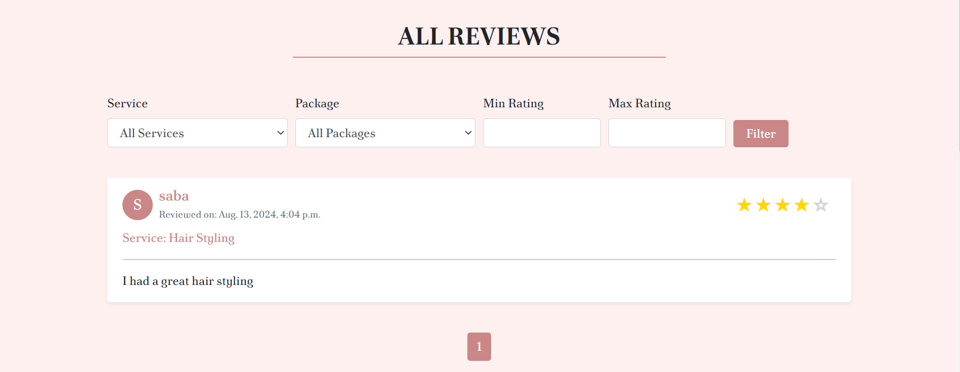 ALL REVIEWS
Service Package Min Rating Max Rating
All Services All Packages Filter
S saba
Reviewed on: Aug. 13, 2024, 4:04 p.m.
Service: Hair Styling
I had a great hair styling
1